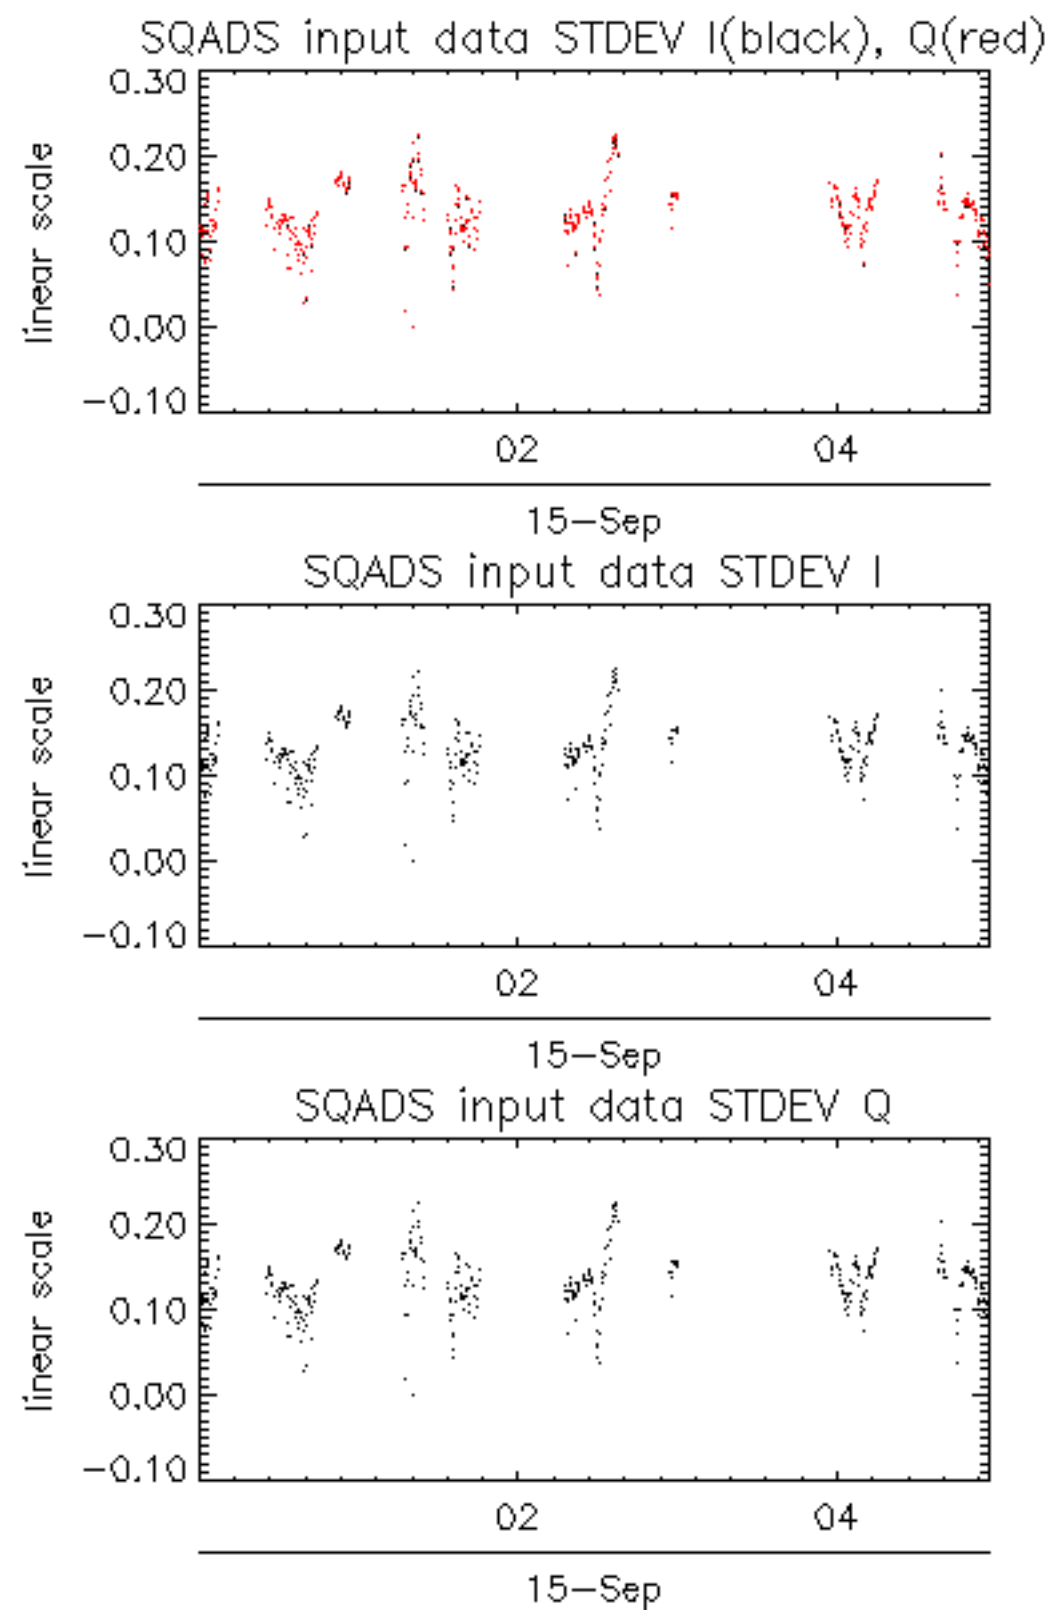 SQADS input data STDEV I(black), Q(red)
0.30
0.20
0.10
0.00
−0.10
linear scale
02 04
15−Sep
SQADS input data STDEV I
0.30
0.20
0.10
0.00
−0.10
linear scale
02 04
15−Sep
SQADS input data STDEV Q
0.30
0.20
0.10
0.00
−0.10
linear scale
02 04
15−Sep